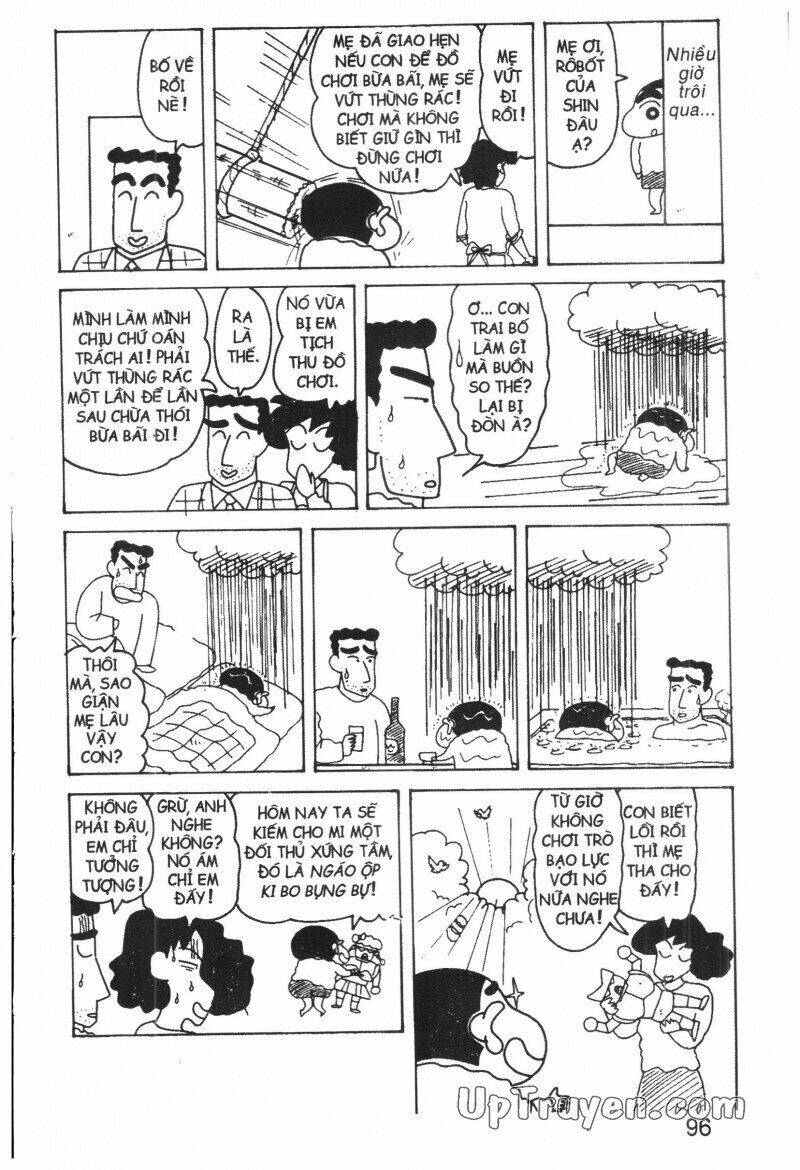 Nhiều
giờ
trôi
qua...
MẸ ƠI,
RÔBỐT
CỦA
SHIN
ĐÂU
Ạ?
MẸ
VỨT
ĐI
RỒI!
MẸ ĐÃ GIAO HẸN
NẾU CON ĐỂ ĐỒ
CHƠI BỪA BÃI, MẸ SẼ
VỨT THÙNG RÁC!
CHƠI MÀ KHÔNG
BIẾT GIỮ GÌN THÌ
ĐỪNG CHƠI
NỮA!
BỐ VỀ
RỒI
NÈ!
Ơ... CON
TRAI BỐ
LÀM GÌ
MÀ BUỒN
SO THẾ?
LẠI BỊ
ĐÒN À?
NÓ VỪA
BỊ EM
TỊCH
THU ĐỒ
CHƠI.
RA
LÀ
THẾ.
MÌNH LÀM MÌNH
CHỊU CHỨ OÁN
TRÁCH AI! PHẢI
VỨT THÙNG RÁC
MỘT LẦN ĐỂ LẦN
SAU CHỪA THÓI
BỪA BÃI ĐI!
THÔI
MÀ, SAO
GIẬN
MẸ LÂU
VẬY
CON?
CON BIẾT
LỖI RỒI
THÌ MẸ
THA CHO
ĐẤY!
TỪ GIỜ
KHÔNG
CHƠI TRÒ
BẠO LỰC
VỚI NÓ
NỮA NGHE
CHƯA!
HÔM NAY TA SẼ
KIẾM CHO MI MỘT
ĐỐI THỦ XỨNG TẦM,
ĐÓ LÀ NGÁO ỘP
KI BO BỤNG BỰ!
GRỪ, ANH
NGHE
KHÔNG?
NÓ ÁM
CHỈ EM
ĐẤY!
KHÔNG
PHẢI ĐÂU,
EM CHỈ
TƯỞNG
TƯỢNG!
UpTruyen.com
96